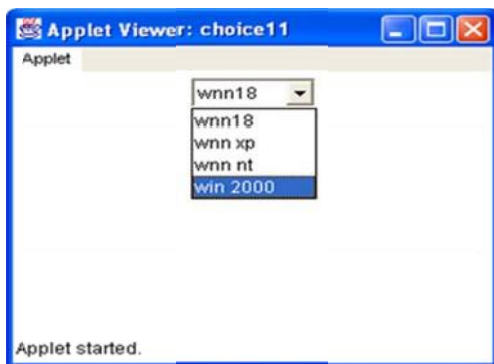 Applet Viewer: choice11
Applet
wnn18
wnn18
wnn xp
wnn nt
win 2000
Applet started.